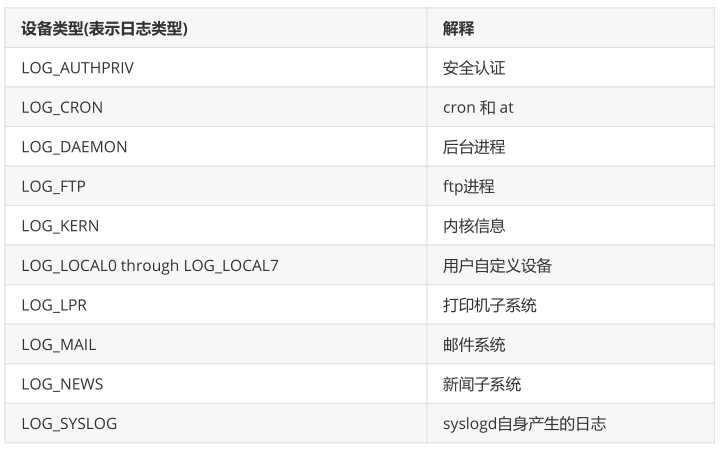 设备类型(表示日志类型) 解释
LOG_AUTHPRIV 安全认证
LOG_CRON cron 和 at
LOG_DAEMON 后台进程
LOG_FTP ftp进程
LOG_KERN 内核信息
LOG_LOCAL0 through LOG_LOCAL7 用户自定义设备
LOG_LPR 打印机子系统
LOG_MAIL 邮件系统
LOG_NEWS 新闻子系统
LOG_SYSLOG syslogd自身产生的日志